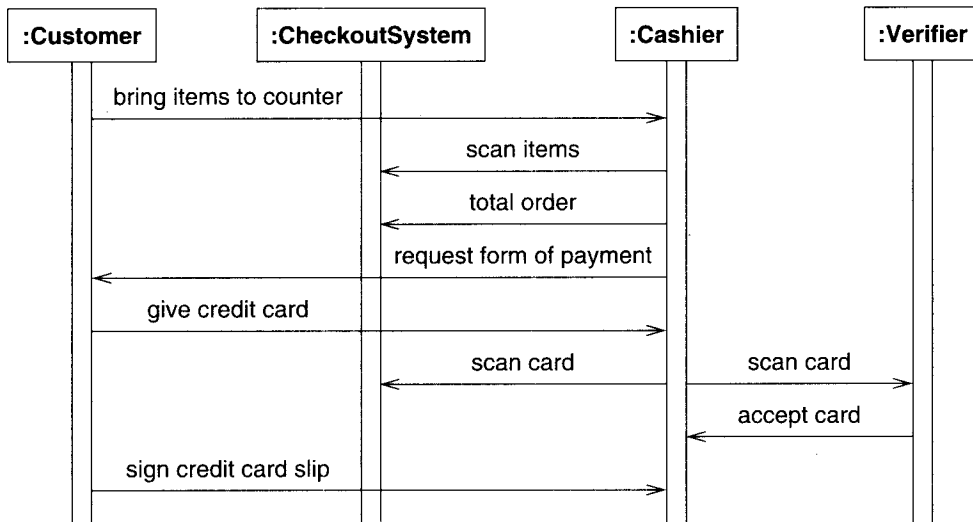 :Customer
:CheckoutSystem
:Cashier
:Verifier
bring items to counter
scan items
total order
request form of payment
give credit card
scan card
scan card
accept card
sign credit card slip